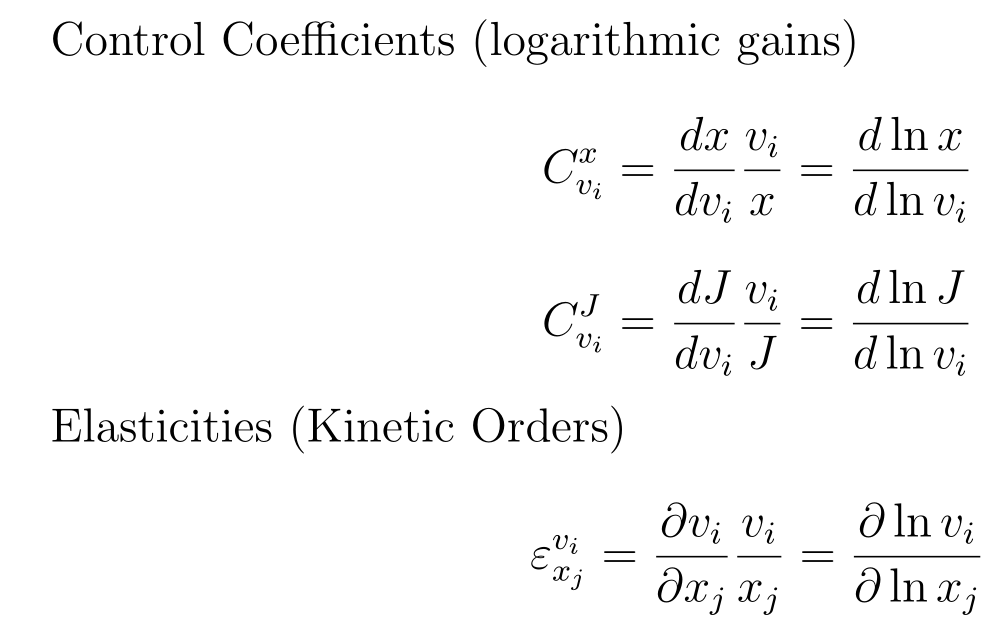 Control Coefficients (logarithmic gains)
$C^{x}_{v_i} = \frac{dx}{dv_i} \frac{v_i}{x} = \frac{d \ln x}{d \ln v_i}$
$C^{J}_{v_i} = \frac{dJ}{dv_i} \frac{v_i}{J} = \frac{d \ln J}{d \ln v_i}$
Elasticities (Kinetic Orders)
$\varepsilon^{v_i}_{x_j} = \frac{\partial v_i}{\partial x_j} \frac{v_i}{x_j} = \frac{\partial \ln v_i}{\partial \ln x_j}$